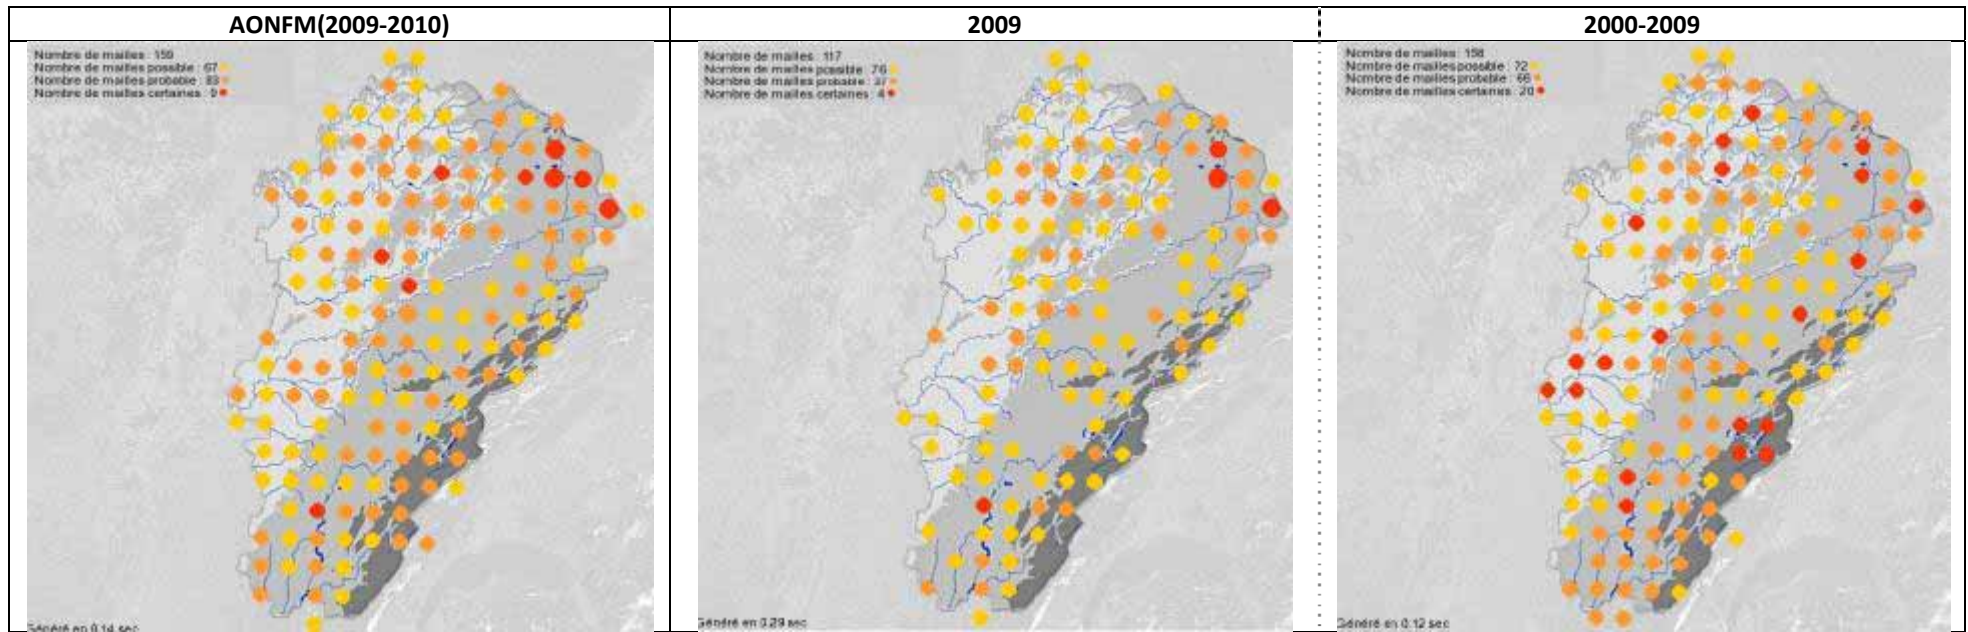 AONFM(2009-2010)
2009
2000-2009
Nombre de mailles : 159
Nombre de mailles possible : 67
Nombre de mailles probable : 83
Nombre de mailles certaines : 9
Nombre de mailles : 117
Nombre de mailles possible : 76
Nombre de mailles probable : 37
Nombre de mailles certaines : 4
Nombre de mailles : 158
Nombre de mailles possible : 72
Nombre de mailles probable : 66
Nombre de mailles certaines : 20
Généré en 0.14 sec
Généré en 0.29 sec
Généré en 0.12 sec